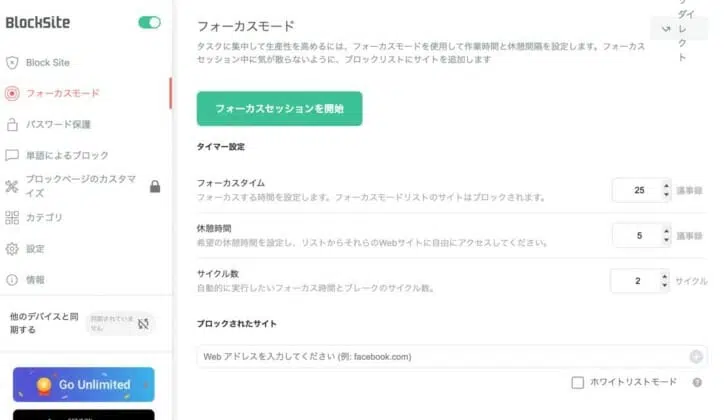 BLOCKSITE
Block Site
フォーカスモード
パスワード保護
単語によるブロック
ブロックページのカスタマ
イズ
カテゴリ
設定
情報
他のデバイスと同
期する
同期されていま
せん
Go Unlimited
フォーカスモード
ダイ
レク
ト
タスクに集中して生産性を高めるには、フォーカスモードを使用して作業時間と休憩間隔を設定します。フォーカス
セッション中に気が散らないように、ブロックリストにサイトを追加します
フォーカスセッションを開始
タイマー設定
フォーカスタイム
フォーカスする時間を設定します。フォーカスモードリストのサイトはブロックされます。
25 議事録
休憩時間
希望の休憩時間を設定し、リストからそれらのWebサイトに自由にアクセスしてください。
5 議事録
サイクル数
自動的に実行したいフォーカス時間とブレークのサイクル数。
2 サイクル
ブロックされたサイト
Web アドレスを入力してください (例: facebook.com)
ホワイトリストモード